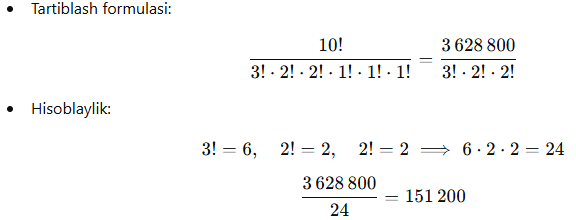 • Tartiblash formulasi:
10! / (3! · 2! · 2! · 1! · 1! · 1!) = 3 628 800 / (3! · 2! · 2!)
• Hisoblaylik:
3! = 6, 2! = 2, 2! = 2 ⟹ 6 · 2 · 2 = 24
3 628 800 / 24 = 151 200